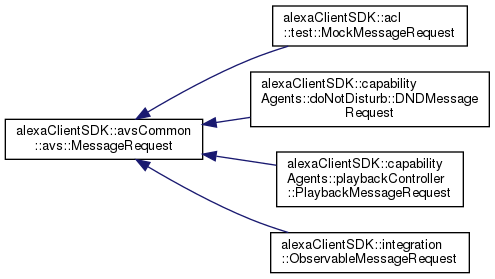 alexaClientSDK::acl
::test::MockMessageRequest
alexaClientSDK::capability
Agents::doNotDisturb::DNDMessage
Request
alexaClientSDK::avsCommon
::avs::MessageRequest
alexaClientSDK::capability
Agents::playbackController
::PlaybackMessageRequest
alexaClientSDK::integration
::ObservableMessageRequest